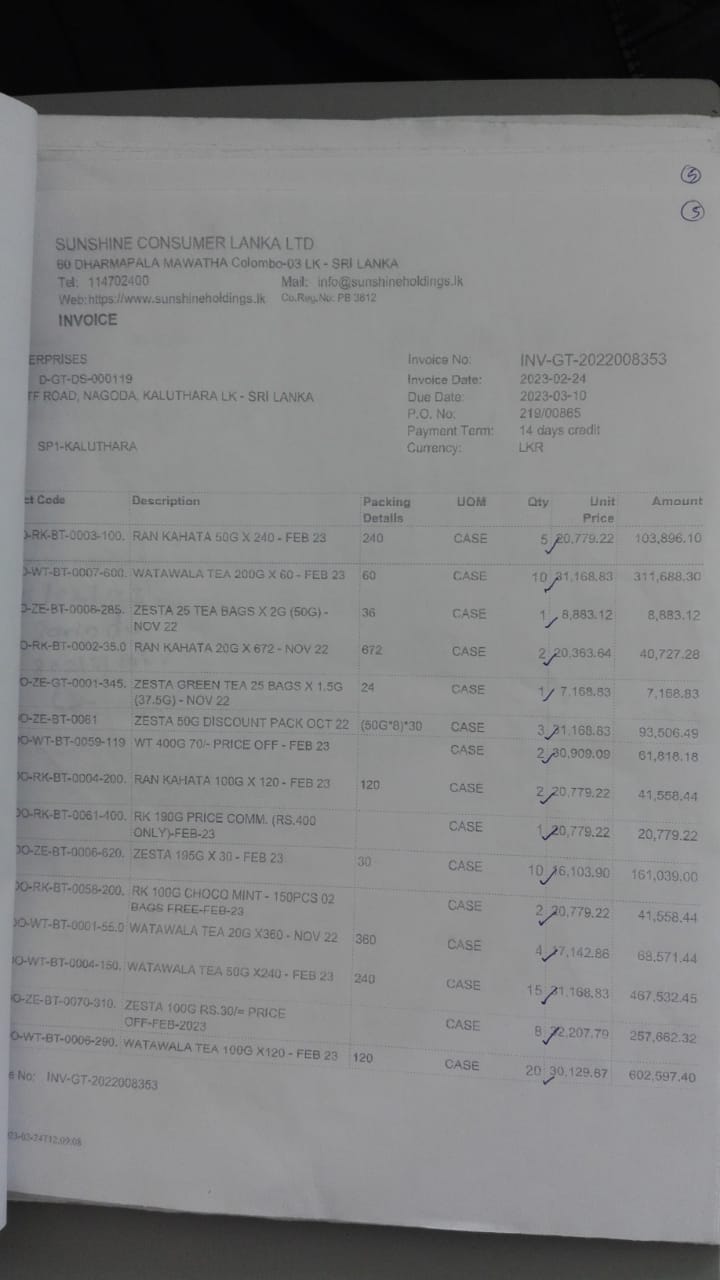 5
5
SUNSHINE CONSUMER LANKA LTD
60 DHARMAPALA MAWATHA Colombo-03 LK - SRI LANKA
Tel: 114702400 Mail: info@sunshineholdings.lk
Web:https://www.sunshineholdings.lk Co.Reg.No: PB 3612
INVOICE
ERPRISES Invoice No: INV-GT-2022008353
D-GT-DS-000119 Invoice Date: 2023-02-24
ROAD, NAGODA, KALUTHARA LK - SRI LANKA Due Date: 2023-03-10
P.O. No: 219/00865
Payment Term: 14 days credit
SP1-KALUTHARA Currency: LKR
ct Code Description Packing UOM Qty Unit Amount
Details Price
O-RK-BT-0003-100. RAN KAHATA 50G X 240 - FEB 23 240 CASE 5 20,779.22 103,896.10
O-WT-BT-0007-600. WATAWALA TEA 200G X 60 - FEB 23 60 CASE 10 31,168.83 311,688.30
O-ZE-BT-0008-285. ZESTA 25 TEA BAGS X 2G (50G) - 36 CASE 1 8,883.12 8,883.12
NOV 22
O-RK-BT-0002-35.0 RAN KAHATA 20G X 672 - NOV 22 672 CASE 2 20,363.64 40,727.28
O-ZE-GT-0001-345. ZESTA GREEN TEA 25 BAGS X 1.5G 24 CASE 1 7,168.83 7,168.83
(37.5G) - NOV 22
O-ZE-BT-0061 ZESTA 50G DISCOUNT PACK OCT 22 (50G*8)*30 CASE 3 31,168.83 93,506.49
O-WT-BT-0059-119 WT 400G 70/- PRICE OFF - FEB 23 CASE 2 30,909.09 61,818.18
O-RK-BT-0004-200. RAN KAHATA 100G X 120 - FEB 23 120 CASE 2 20,779.22 41,558.44
O-RK-BT-0061-400. RK 190G PRICE COMM. (RS.400 CASE 1 20,779.22 20,779.22
ONLY)-FEB-23
O-ZE-BT-0006-620. ZESTA 195G X 30 - FEB 23 30 CASE 10 16,103.90 161,039.00
O-RK-BT-0058-200. RK 100G CHOCO MINT - 150PCS 02 CASE 2 20,779.22 41,558.44
BAGS FREE-FEB-23
O-WT-BT-0001-55.0 WATAWALA TEA 20G X360 - NOV 22 360 CASE 4 17,142.86 68,571.44
O-WT-BT-0004-150. WATAWALA TEA 50G X240 - FEB 23 240 CASE 15 31,168.83 467,532.45
O-ZE-BT-0070-310. ZESTA 100G RS.30/= PRICE CASE 8 32,207.79 257,662.32
OFF-FEB-2023
O-WT-BT-0006-290. WATAWALA TEA 100G X120 - FEB 23 120 CASE 20 30,129.87 602,597.40
No: INV-GT-2022008353